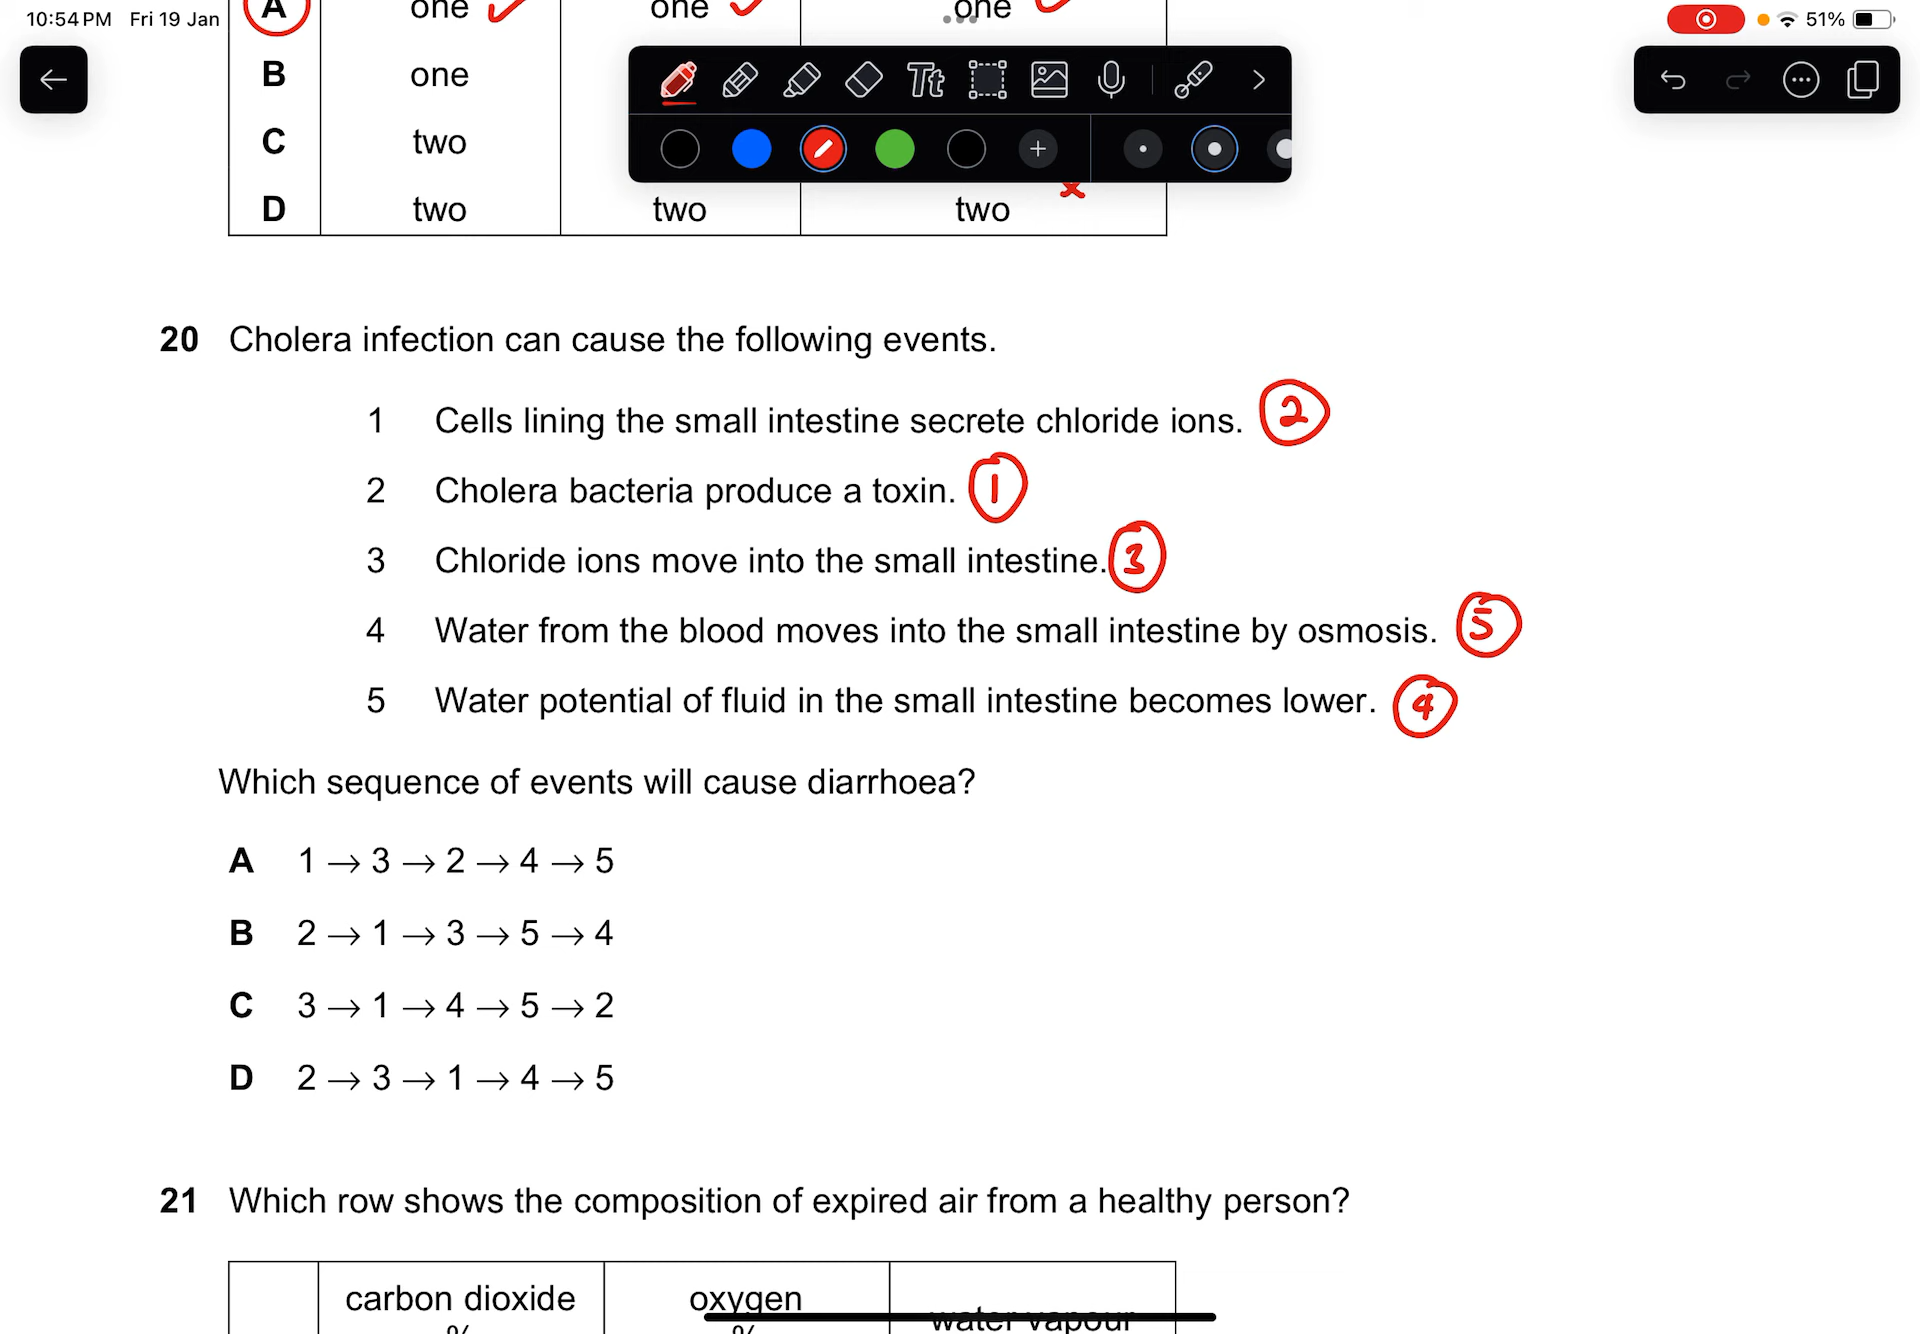 10:54 PM Fri 19 Jan
51%
A one one one
B one
Tt
C two
D two two two
20 Cholera infection can cause the following events.
1 Cells lining the small intestine secrete chloride ions. 2
2 Cholera bacteria produce a toxin. 1
3 Chloride ions move into the small intestine. 3
4 Water from the blood moves into the small intestine by osmosis. 5
5 Water potential of fluid in the small intestine becomes lower. 4
Which sequence of events will cause diarrhoea?
A 1 → 3 → 2 → 4 → 5
B 2 → 1 → 3 → 5 → 4
C 3 → 1 → 4 → 5 → 2
D 2 → 3 → 1 → 4 → 5
21 Which row shows the composition of expired air from a healthy person?
carbon dioxide oxygen water vapour
% %